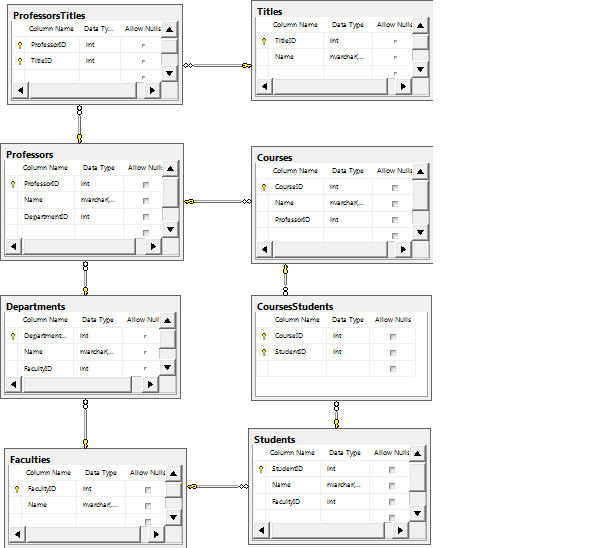 ProfessorsTitles
Column Name Data Ty... Allow Nulls
ProfessorID int
TitleID int
Titles
Column Name Data Type Allow Nulls
TitleID int
Name nvarchar(...
Professors
Column Name Data Type Allow Nulls
ProfessorID int
Name nvarchar(...
DepartmentID int
Courses
Column Name Data Type Allow Nulls
CourseID int
Name nvarchar(...
ProfessorID int
Departments
Column Name Data Type Allow Nulls
Department... int
Name nvarchar(...
FacultyID int
CoursesStudents
Column Name Data Type Allow Nulls
CourseID int
StudentID int
Faculties
Column Name Data Type Allow Nulls
FacultyID int
Name nvarchar(...
Students
Column Name Data Type Allow Nulls
StudentID int
Name nvarchar(...
FacultyID int